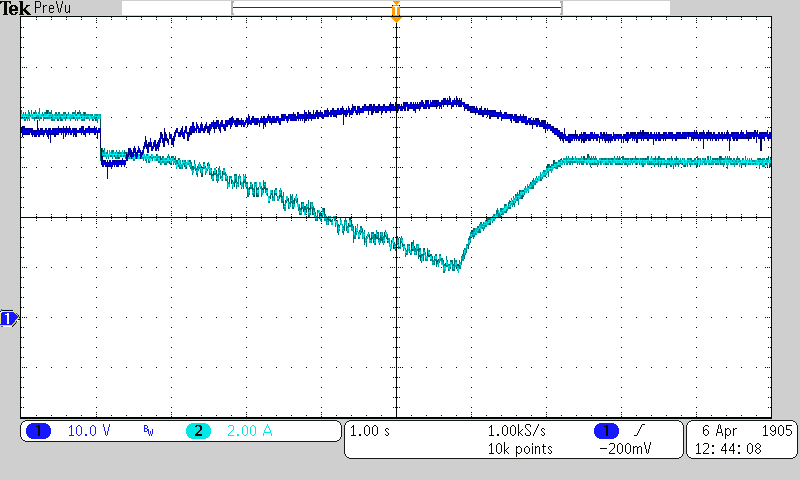 Tek PreVu
T
1
1 10.0 V BW 2 2.00 A
1.00 s 1.00kS/s
10k points
1 -200mV
6 Apr 1905
12:44:08